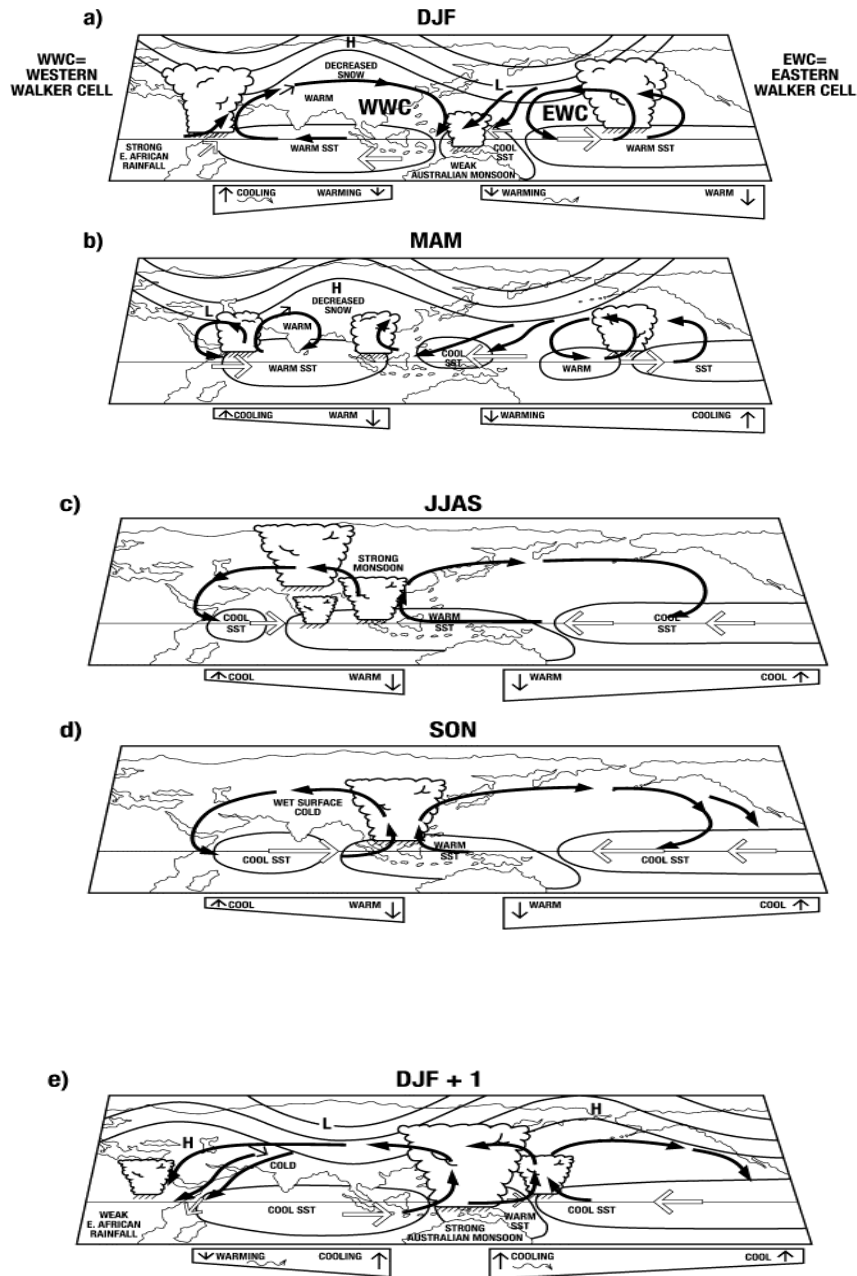 a)
DJF
WWC=
WESTERN
WALKER CELL
EWC=
EASTERN
WALKER CELL
H
DECREASED
SNOW
L
WARM
WWC
EWC
STRONG
E. AFRICAN
RAINFALL
WARM SST
COOL
SST
WARM SST
WEAK
AUSTRALIAN MONSOON
COOLING
WARMING
WARMING
WARM
b)
MAM
H
DECREASED
SNOW
L
WARM
WARM SST
COOL
SST
WARM
SST
COOLING
WARM
WARMING
COOLING
c)
JJAS
STRONG
MONSOON
COOL
SST
WARM
SST
COOL
SST
COOL
WARM
WARM
COOL
d)
SON
WET SURFACE
COLD
COOL SST
WARM
SST
COOL SST
COOL
WARM
WARM
COOL
e)
DJF + 1
H
L
H
COLD
WEAK
E. AFRICAN
RAINFALL
COOL SST
WARM
SST
COOL SST
STRONG
AUSTRALIAN MONSOON
WARMING
COOLING
COOLING
COOL